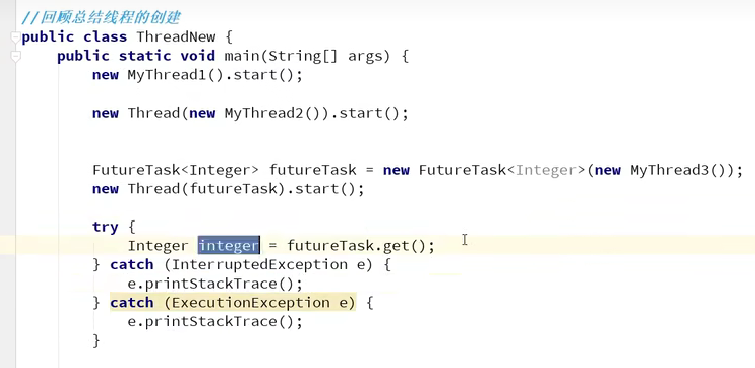 //回顾总结线程的创建
public class ThreadNew {
public static void main(String[] args) {
new MyThread1().start();
new Thread(new MyThread2()).start();
FutureTask<Integer> futureTask = new FutureTask<Integer>(new MyThread3());
new Thread(futureTask).start();
try {
Integer integer = futureTask.get();
} catch (InterruptedException e) {
e.printStackTrace();
} catch (ExecutionException e) {
e.printStackTrace();
}